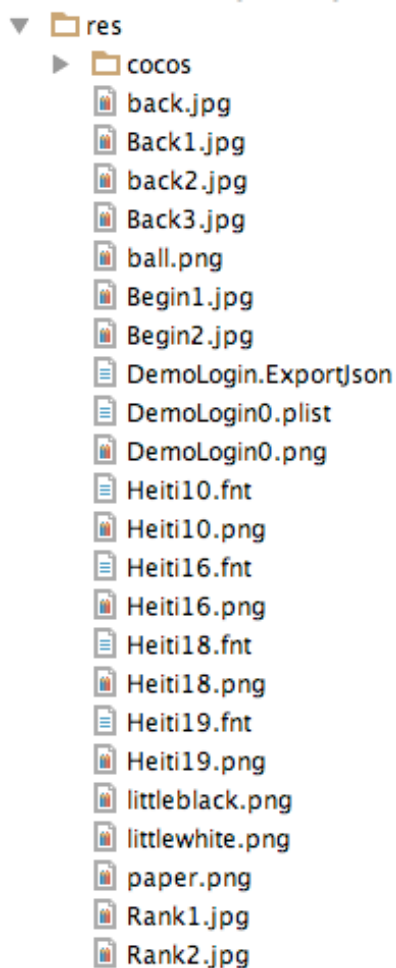 res
cocos
back.jpg
Back1.jpg
back2.jpg
Back3.jpg
ball.png
Begin1.jpg
Begin2.jpg
DemoLogin.ExportJson
DemoLogin0.plist
DemoLogin0.png
Heiti10.fnt
Heiti10.png
Heiti16.fnt
Heiti16.png
Heiti18.fnt
Heiti18.png
Heiti19.fnt
Heiti19.png
littleblack.png
littlewhite.png
paper.png
Rank1.jpg
Rank2.jpg